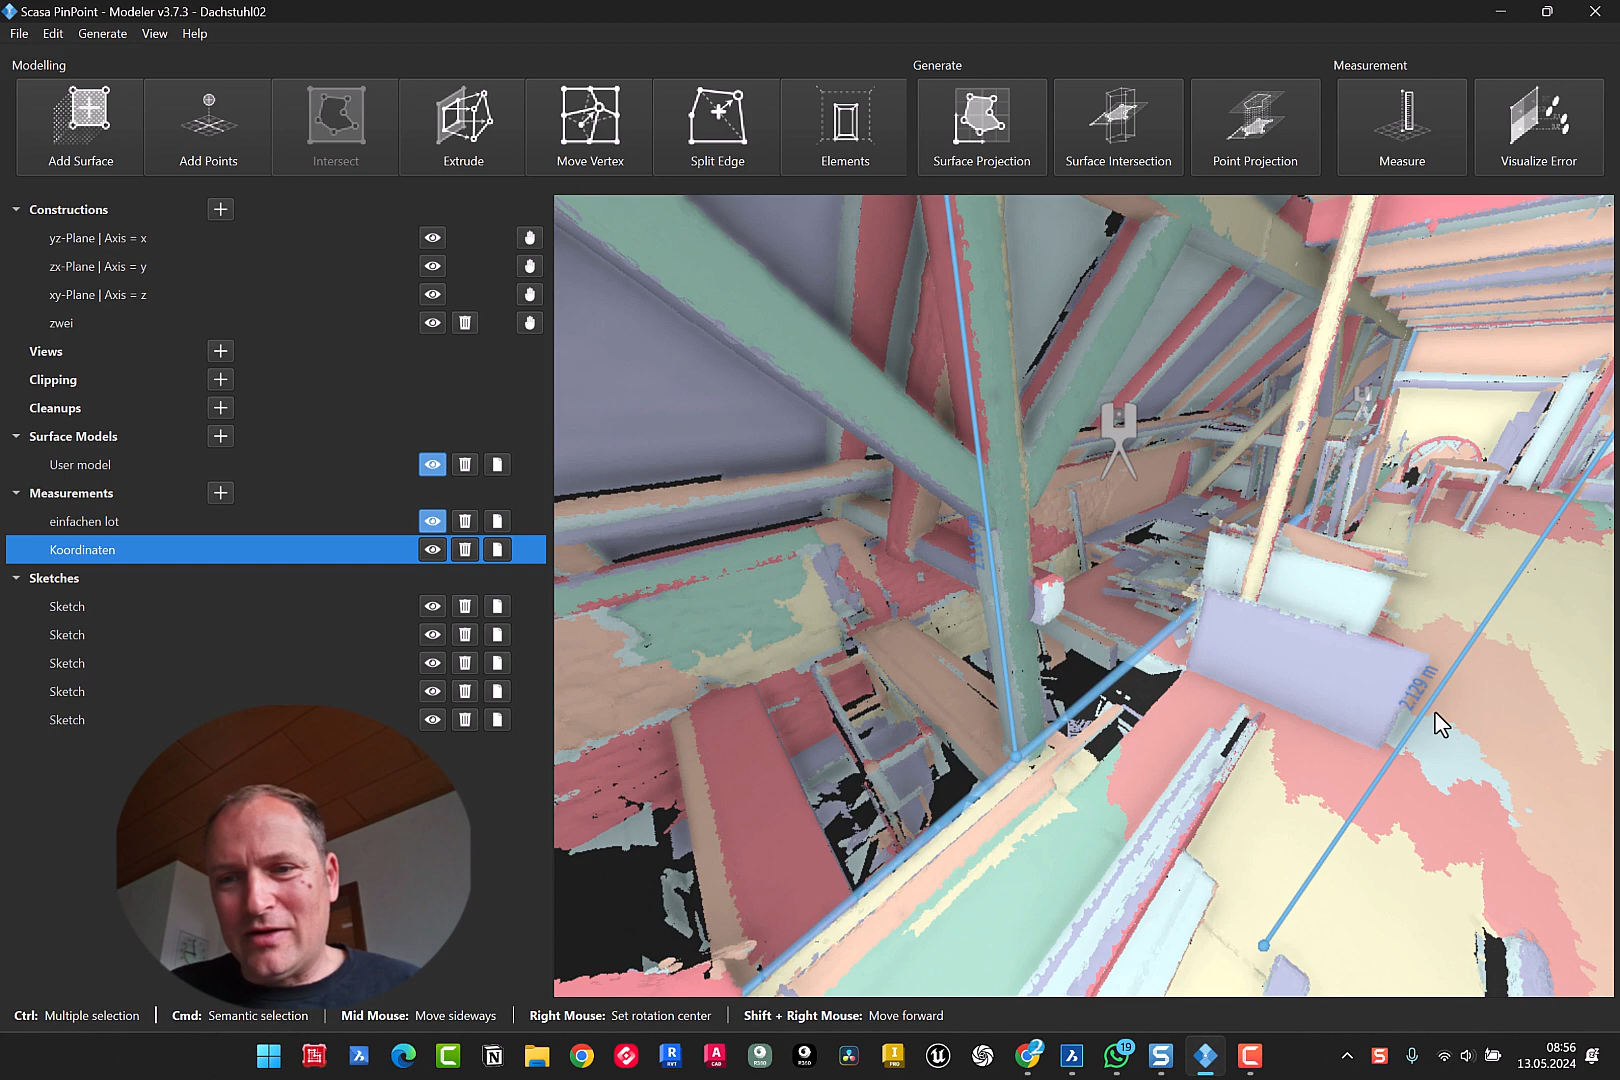 Scasa PinPoint - Modeler v3.7.3 - Dachstuhl02
File Edit Generate View Help
Modelling Generate Measurement
Add Surface Add Points Intersect Extrude Move Vertex Split Edge Elements Surface Projection Surface Intersection Point Projection Measure Visualize Error
Constructions
yz-Plane | Axis = x
zx-Plane | Axis = y
xy-Plane | Axis = z
zwei
Views
Clipping
Cleanups
Surface Models
User model
Measurements
einfachen lot
Koordinaten
Sketches
Sketch
Sketch
Sketch
Sketch
Sketch
2.129 m
Ctrl: Multiple selection Cmd: Semantic selection Mid Mouse: Move sideways Right Mouse: Set rotation center Shift + Right Mouse: Move forward
2 19
08:56
13.05.2024